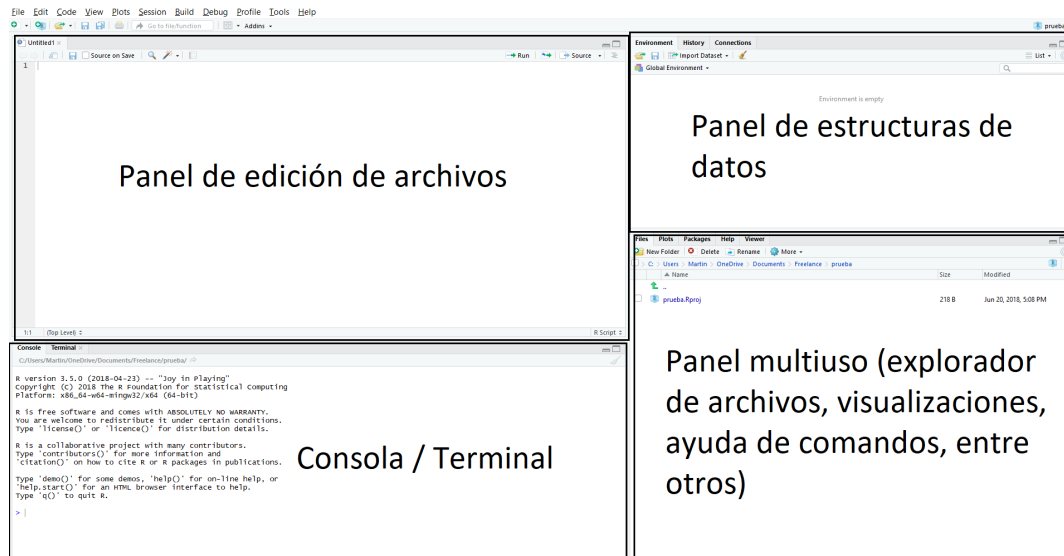 File Edit Code View Plots Session Build Debug Profile Tools Help
Go to file/function Addins
Untitled1
Source on Save Run Source
1
Panel de edición de archivos
1:1 (Top Level) R Script
Console Terminal
C:/Users/Martin/OneDrive/Documents/Freelance/prueba/
R version 3.5.0 (2018-04-23) -- "Joy in Playing"
Copyright (C) 2018 The R Foundation for Statistical Computing
Platform: x86_64-w64-mingw32/x64 (64-bit)
R is free software and comes with ABSOLUTELY NO WARRANTY.
You are welcome to redistribute it under certain conditions.
Type 'license()' or 'licence()' for distribution details.
R is a collaborative project with many contributors.
Type 'contributors()' for more information and
'citation()' on how to cite R or R packages in publications.
Type 'demo()' for some demos, 'help()' for on-line help, or
'help.start()' for an HTML browser interface to help.
Type 'q()' to quit R.
>
Consola / Terminal
prueba
Environment History Connections
Import Dataset List
Global Environment
Environment is empty
Panel de estructuras de
datos
Files Plots Packages Help Viewer
New Folder Delete Rename More
C: Users Martin OneDrive Documents Freelance prueba
Name Size Modified
..
prueba.Rproj 218 B Jun 20, 2018, 5:08 PM
Panel multiuso (explorador
de archivos, visualizaciones,
ayuda de comandos, entre
otros)